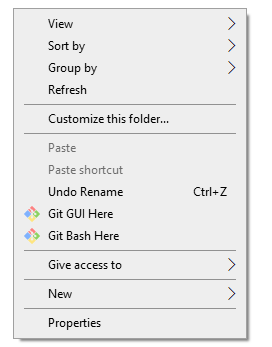 View
Sort by
Group by
Refresh
Customize this folder...
Paste
Paste shortcut
Undo Rename Ctrl+Z
Git GUI Here
Git Bash Here
Give access to
New
Properties